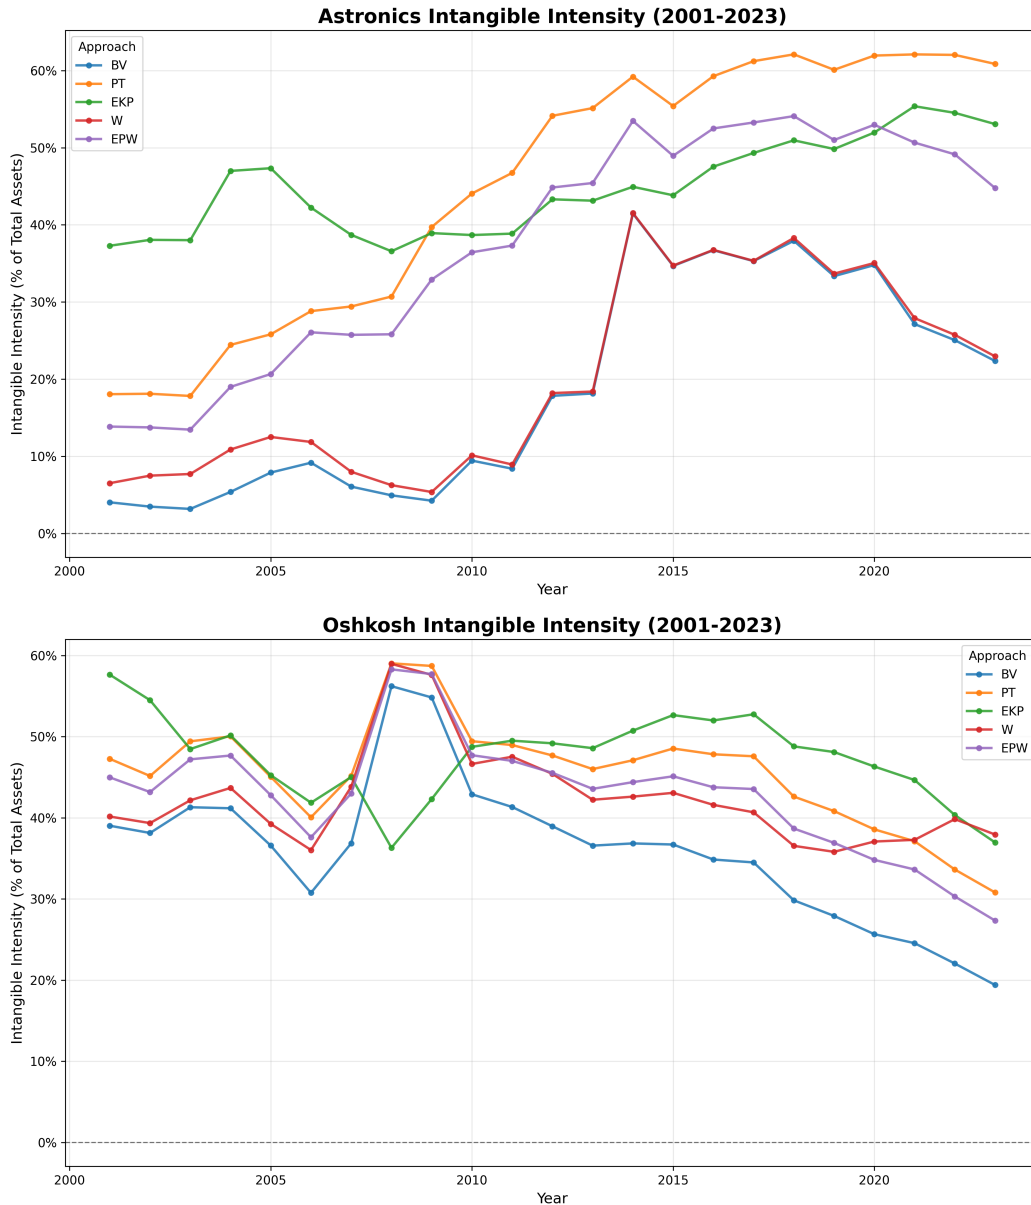 Astronics Intangible Intensity (2001-2023)
Approach
BV
PT
EKP
W
EPW
Intangible Intensity (% of Total Assets)
60%
50%
40%
30%
20%
10%
0%
2000
2005
2010
2015
2020
Year
Oshkosh Intangible Intensity (2001-2023)
Approach
BV
PT
EKP
W
EPW
Intangible Intensity (% of Total Assets)
60%
50%
40%
30%
20%
10%
0%
2000
2005
2010
2015
2020
Year